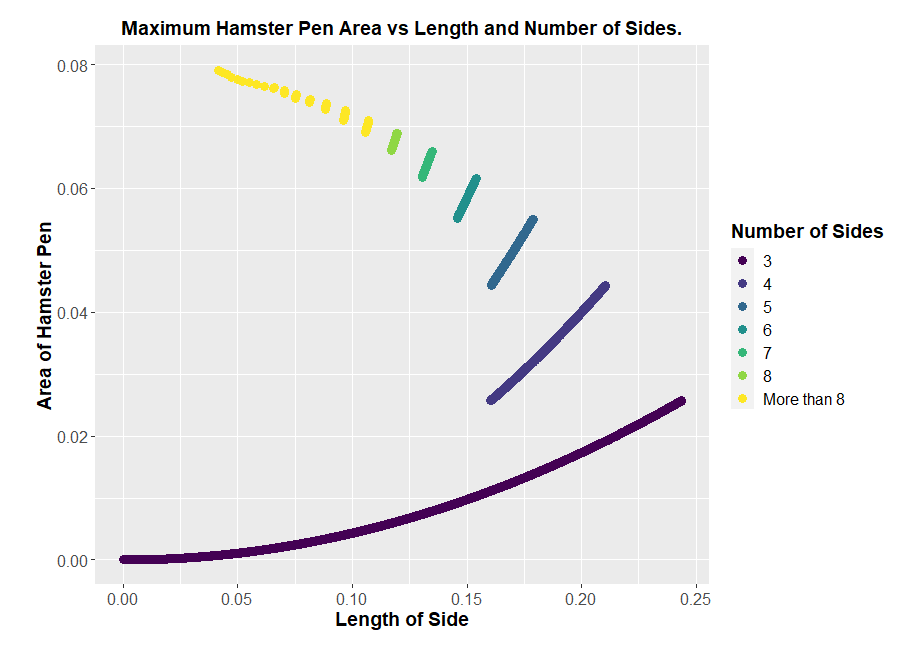 Maximum Hamster Pen Area vs Length and Number of Sides.
Area of Hamster Pen
0.08
0.06
0.04
0.02
0.00
0.00 0.05 0.10 0.15 0.20 0.25
Length of Side
Number of Sides
3
4
5
6
7
8
More than 8